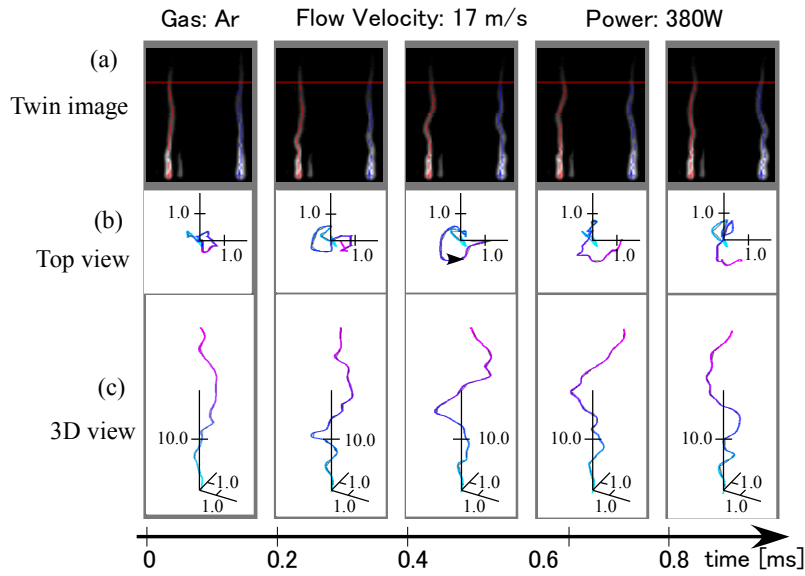 Gas: Ar Flow Velocity: 17 m/s Power: 380W
(a)
Twin image
(b)
Top view
1.0 1.0 1.0 1.0 1.0
1.0 1.0 1.0 1.0 1.0
(c)
3D view
10.0 10.0 10.0 10.0 10.0
1.0 1.0 1.0 1.0 1.0
1.0 1.0 1.0 1.0 1.0
0 0.2 0.4 0.6 0.8 time [ms]